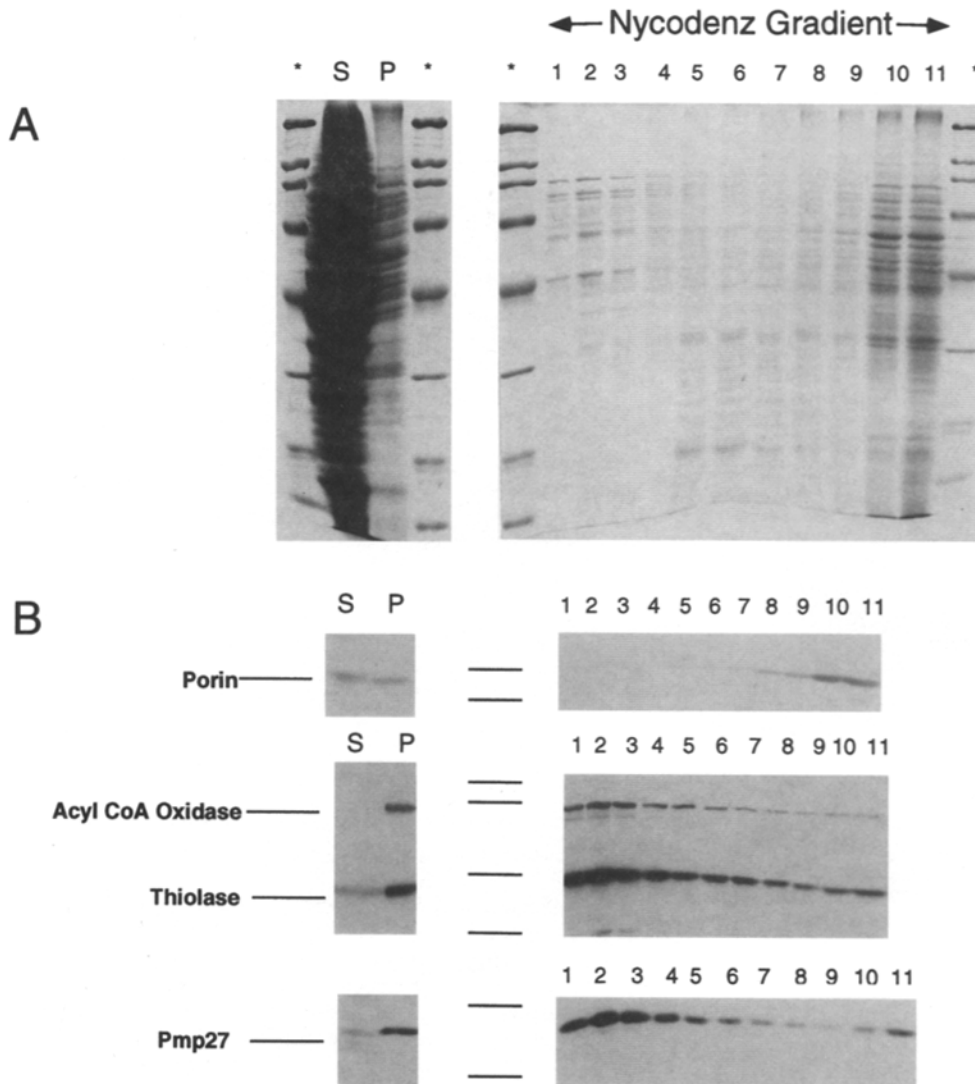 Nycodenz Gradient
* S P * * 1 2 3 4 5 6 7 8 9 10 11 *
A
B
S P 1 2 3 4 5 6 7 8 9 10 11
Porin
S P 1 2 3 4 5 6 7 8 9 10 11
Acyl CoA Oxidase
Thiolase
1 2 3 4 5 6 7 8 9 10 11
Pmp27